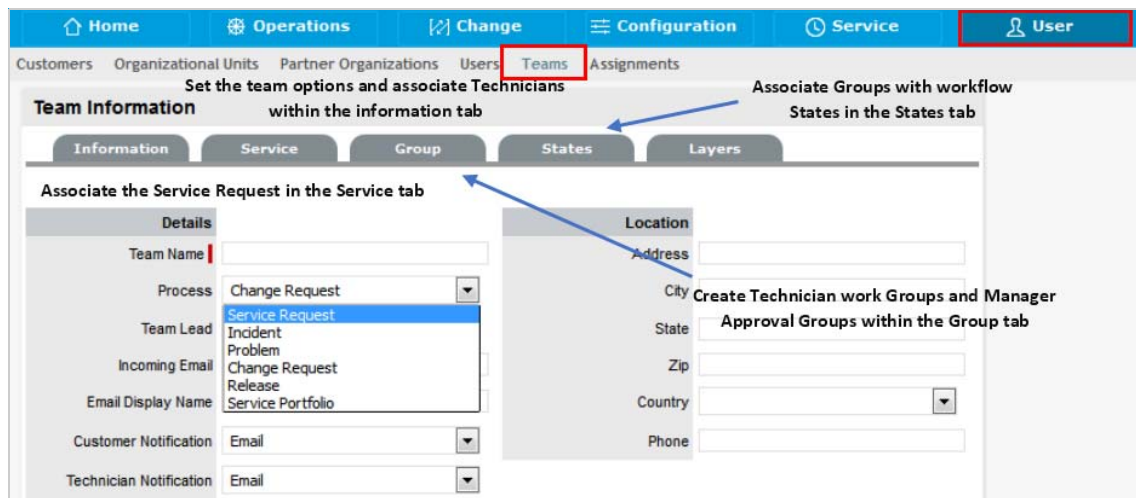 Home Operations Change Configuration Service User
Customers Organizational Units Partner Organizations Users Teams Assignments
Set the team options and associate Technicians
within the information tab
Associate Groups with workflow
States in the States tab
Team Information
Information Service Group States Layers
Associate the Service Request in the Service tab
Details Location
Team Name Address
Process Change Request City
Service Request
Incident
Problem
Change Request
Release
Service Portfolio
Create Technician work Groups and Manager
Approval Groups within the Group tab
Team Lead State
Incoming Email Zip
Email Display Name Country
Customer Notification Email Phone
Technician Notification Email